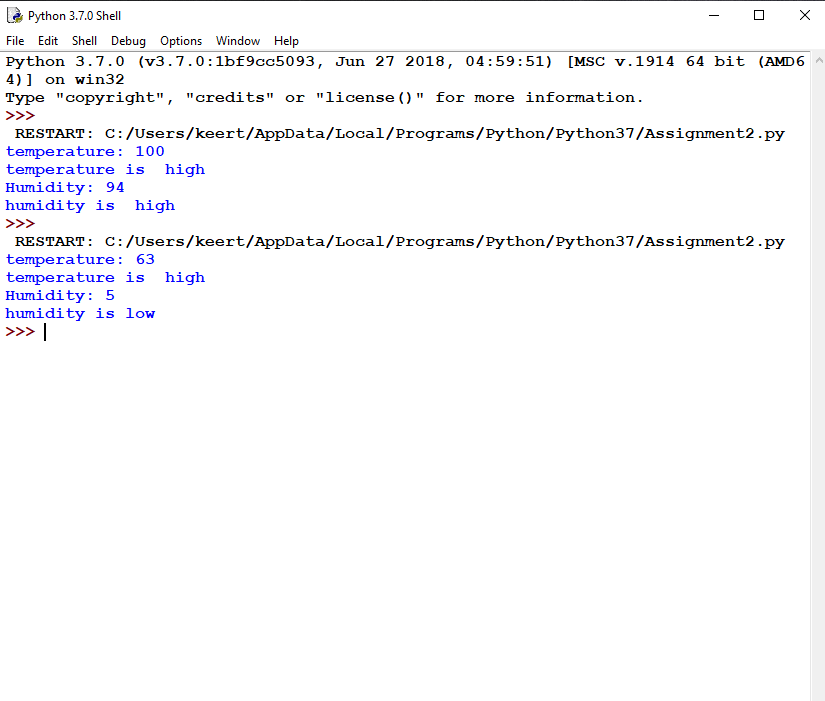 Python 3.7.0 Shell
File Edit Shell Debug Options Window Help
Python 3.7.0 (v3.7.0:1bf9cc5093, Jun 27 2018, 04:59:51) [MSC v.1914 64 bit (AMD6
4)] on win32
Type "copyright", "credits" or "license()" for more information.
>>>
 RESTART: C:/Users/keert/AppData/Local/Programs/Python/Python37/Assignment2.py
temperature: 100
temperature is  high
Humidity: 94
humidity is  high
>>>
 RESTART: C:/Users/keert/AppData/Local/Programs/Python/Python37/Assignment2.py
temperature: 63
temperature is  high
Humidity: 5
humidity is low
>>>